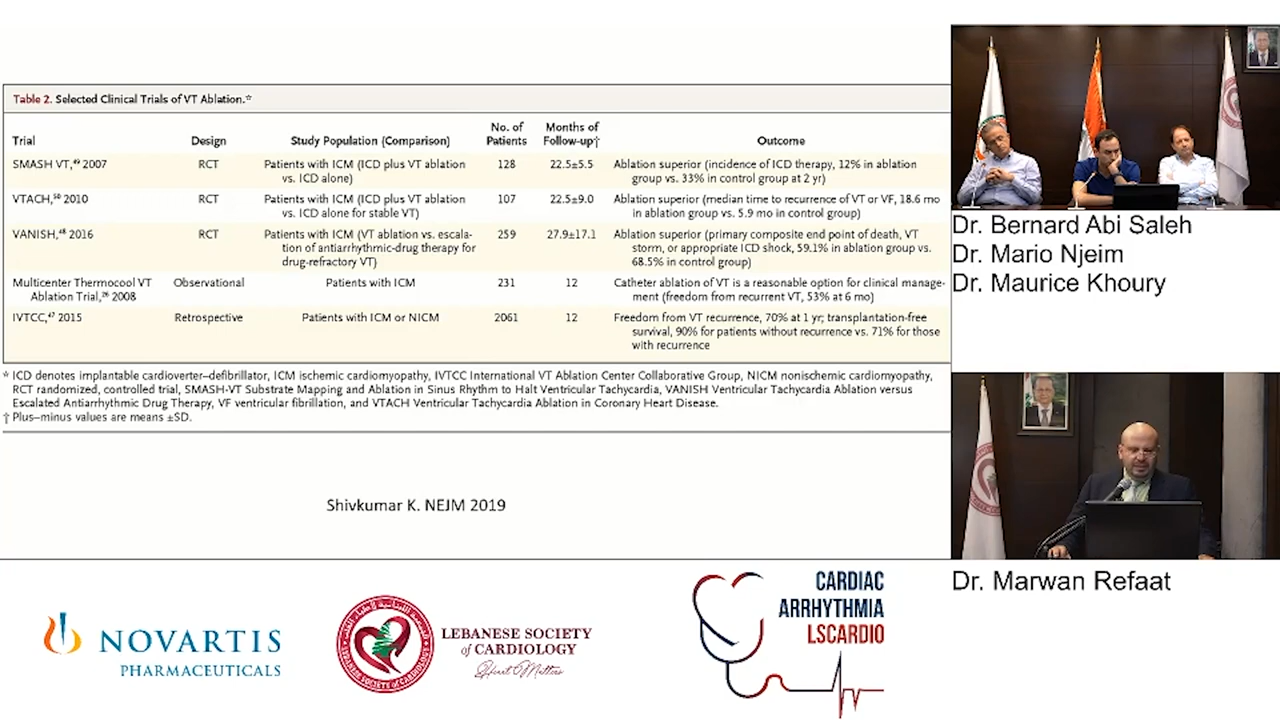 Table 2. Selected Clinical Trials of VT Ablation.*
Trial Design Study Population (Comparison) No. of Patients Months of Follow-up† Outcome
SMASH VT,49 2007 RCT Patients with ICM (ICD plus VT ablation 128 22.5±5.5 Ablation superior (incidence of ICD therapy, 12% in ablation
vs. ICD alone) group vs. 33% in control group at 2 yr)
VTACH,50 2010 RCT Patients with ICM (ICD plus VT ablation 107 22.5±9.0 Ablation superior (median time to recurrence of VT or VF, 18.6 mo
vs. ICD alone for stable VT) in ablation group vs. 5.9 mo in control group)
VANISH,48 2016 RCT Patients with ICM (VT ablation vs. escala- 259 27.9±17.1 Ablation superior (primary composite end point of death, VT
tion of antiarrhythmic-drug therapy for storm, or appropriate ICD shock, 59.1% in ablation group vs.
drug-refractory VT) 68.5% in control group)
Multicenter Thermocool VT Observational Patients with ICM 231 12 Catheter ablation of VT is a reasonable option for clinical manage-
Ablation Trial,26 2008 ment (freedom from recurrent VT, 53% at 6 mo)
IVTCC,47 2015 Retrospective Patients with ICM or NICM 2061 12 Freedom from VT recurrence, 70% at 1 yr; transplantation-free
survival, 90% for patients without recurrence vs. 71% for those
with recurrence
* ICD denotes implantable cardioverter–defibrillator, ICM ischemic cardiomyopathy, IVTCC International VT Ablation Center Collaborative Group, NICM nonischemic cardiomyopathy,
RCT randomized, controlled trial, SMASH-VT Substrate Mapping and Ablation in Sinus Rhythm to Halt Ventricular Tachycardia, VANISH Ventricular Tachycardia Ablation versus
Escalated Antiarrhythmic Drug Therapy, VF ventricular fibrillation, and VTACH Ventricular Tachycardia Ablation in Coronary Heart Disease.
† Plus–minus values are means ±SD.
Shivkumar K. NEJM 2019
Dr. Bernard Abi Saleh
Dr. Mario Njeim
Dr. Maurice Khoury
Dr. Marwan Refaat
NOVARTIS
PHARMACEUTICALS
LEBANESE SOCIETY OF CARDIOLOGY
LEBANESE SOCIETY
of CARDIOLOGY
Heart Matters
CARDIAC
ARRHYTHMIA
LSCARDIO